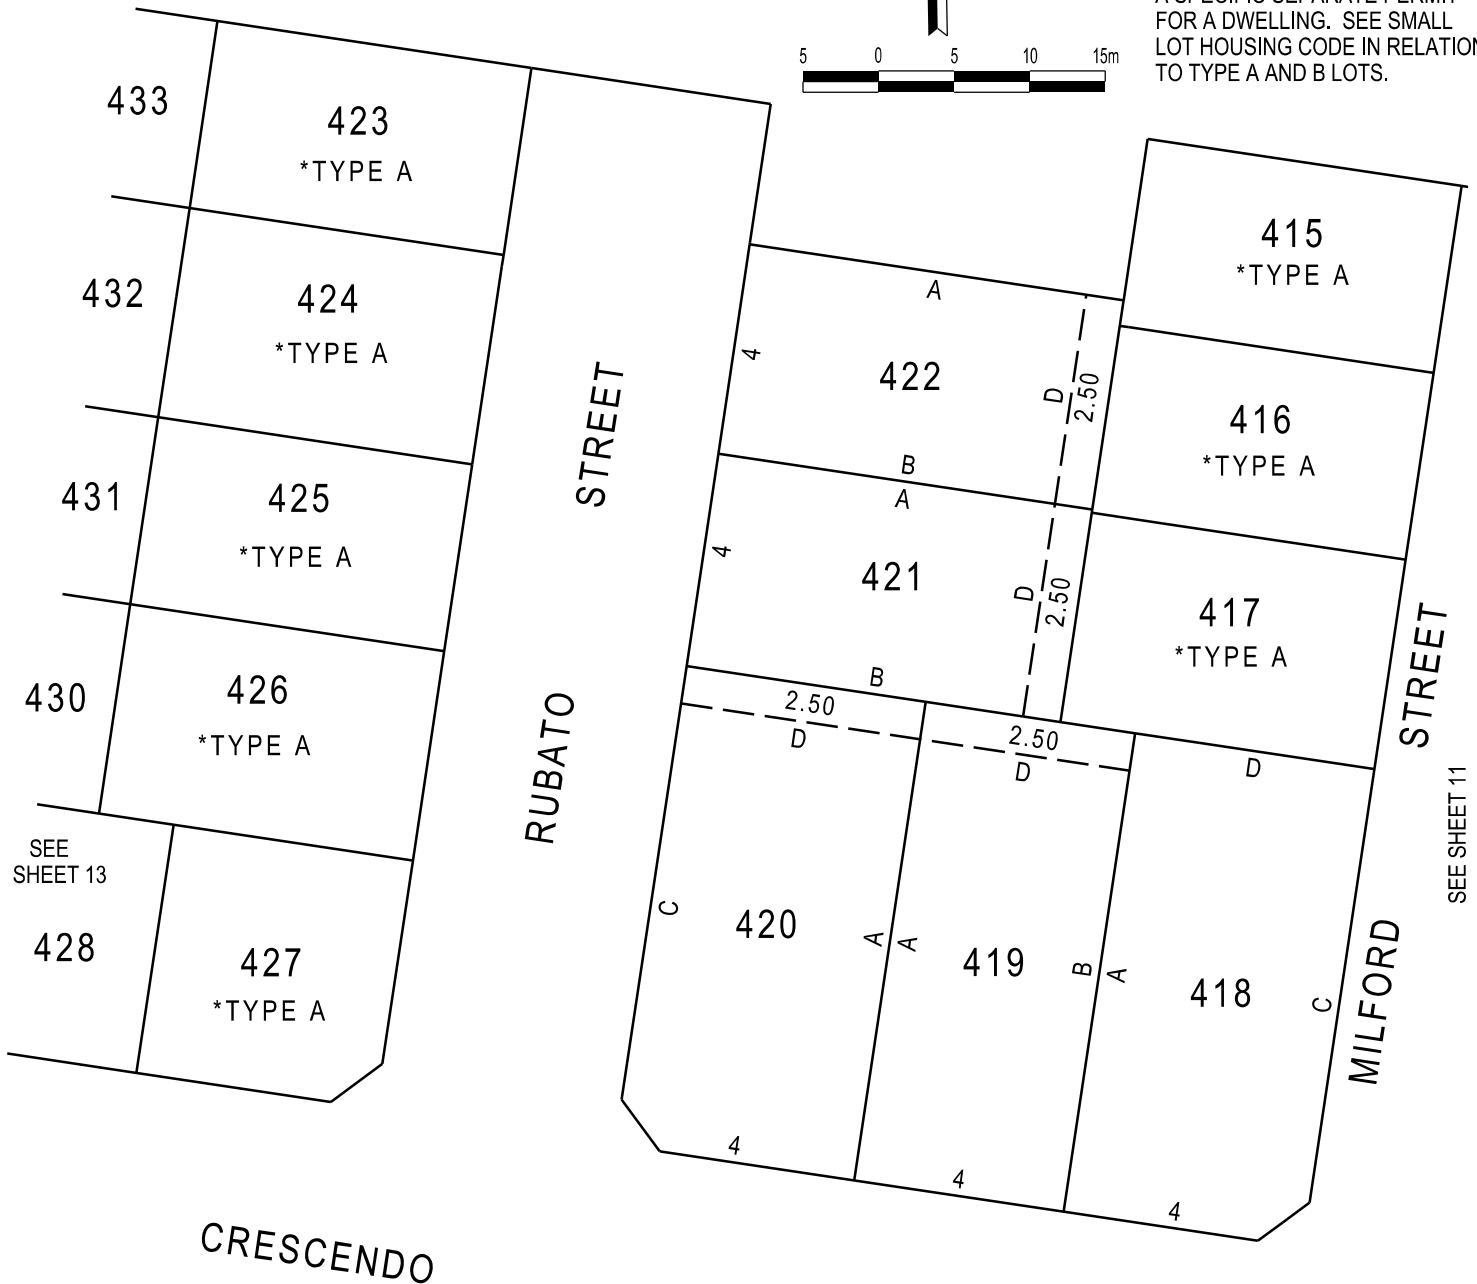 FOR A DWELLING. SEE SMALL
LOT HOUSING CODE IN RELATION
TO TYPE A AND B LOTS.
5 0 5 10 15m
433
423
*TYPE A
432
424
*TYPE A
431
425
*TYPE A
430
426
*TYPE A
SEE
SHEET 13
428
427
*TYPE A
RUBATO STREET
CRESCENDO
A
4
422
D
2.50
B
A
4
421
D
2.50
B
415
*TYPE A
416
*TYPE A
417
*TYPE A
2.50
D
2.50
D
D
C
420
A
A
419
B
A
418
C
4
4
4
MILFORD STREET
SEE SHEET 11